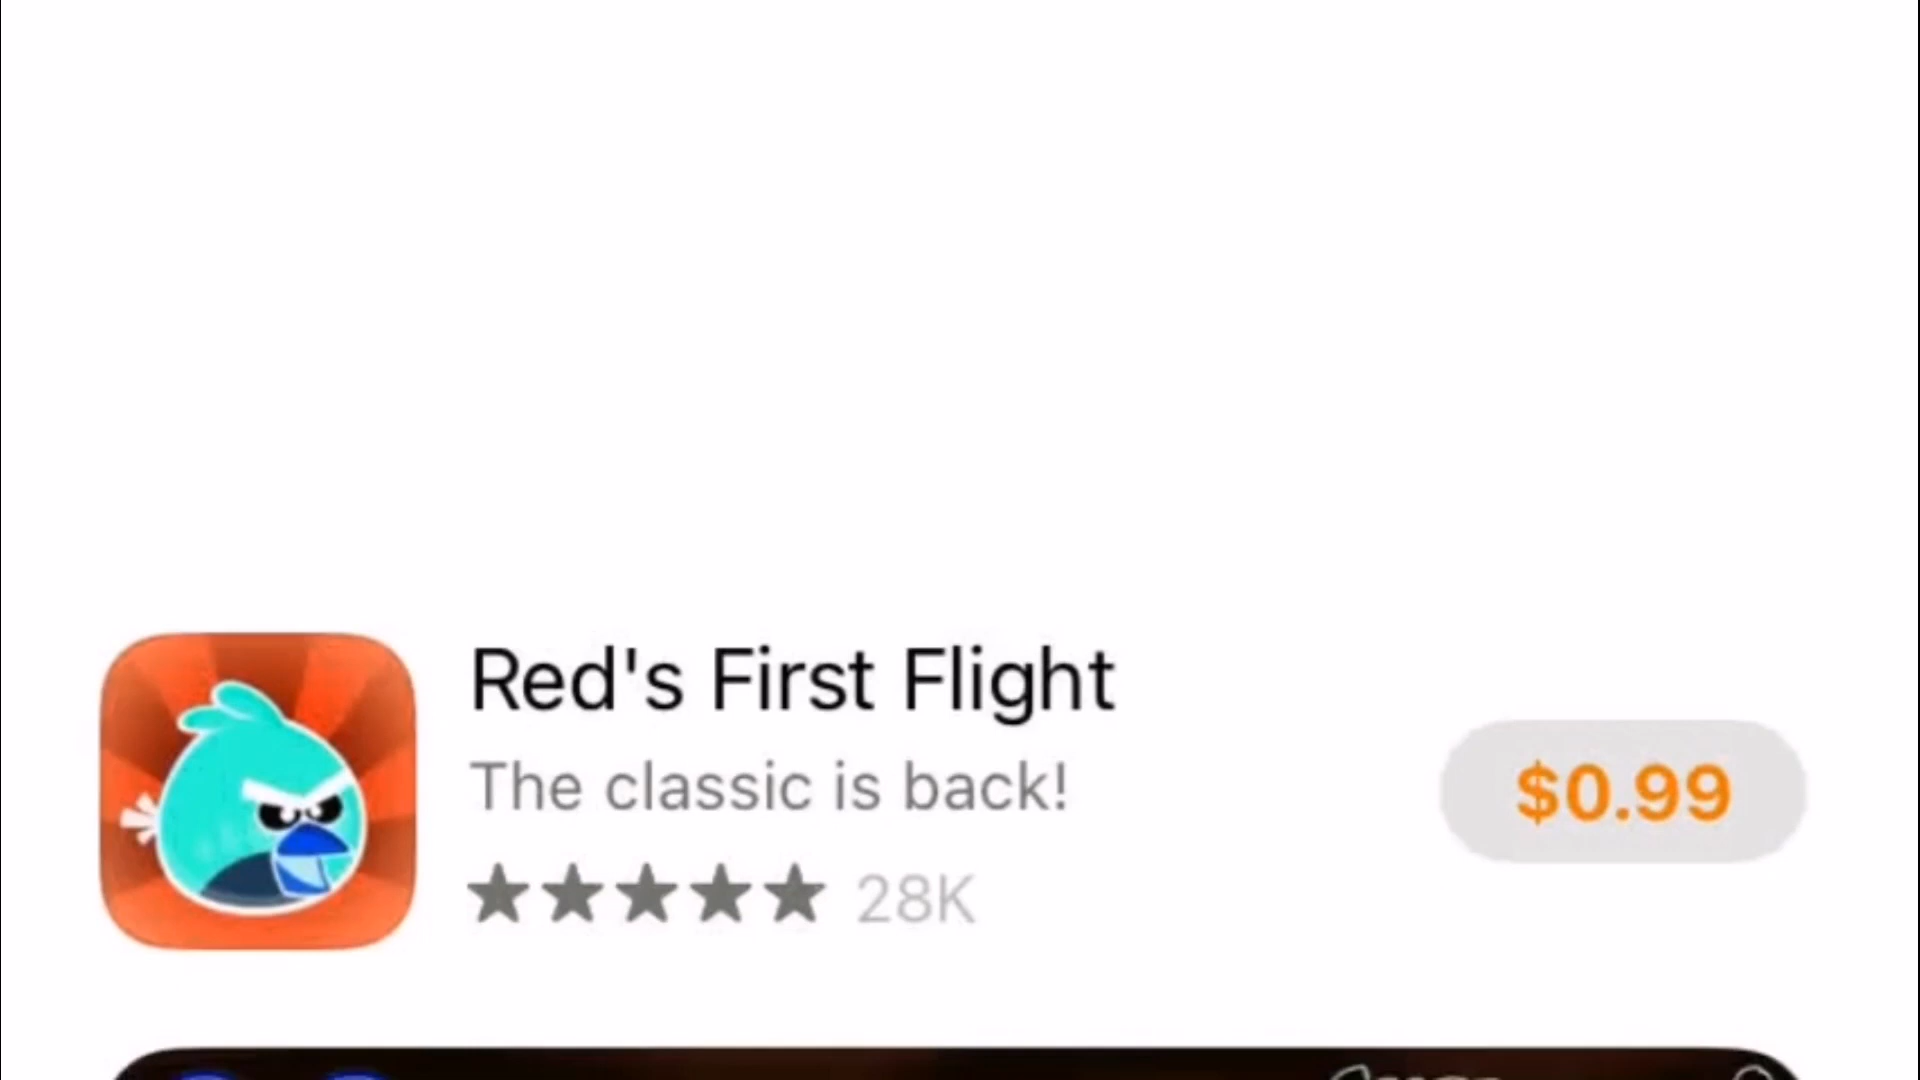 Red's First Flight
The classic is back!
28K
$0.99